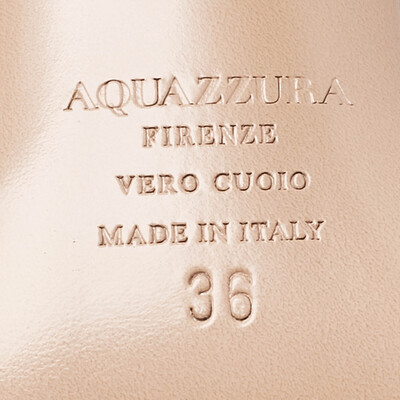 AQUAZZURA
FIRENZE
VERO CUOIO
MADE IN ITALY
36